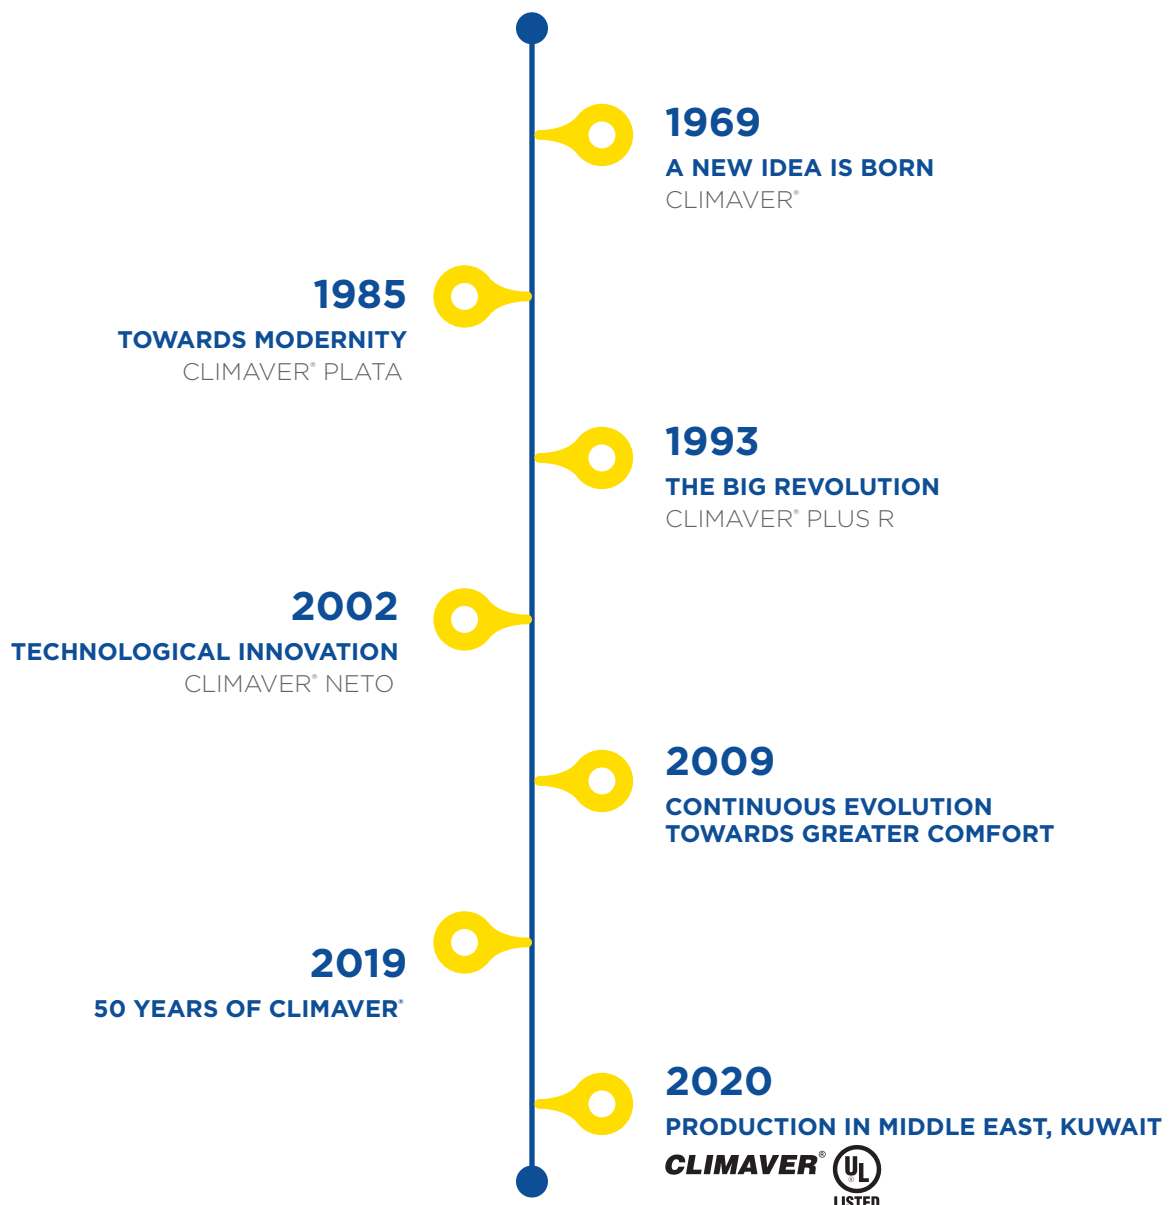 1969
A NEW IDEA IS BORN
CLIMAVER®
1985
TOWARDS MODERNITY
CLIMAVER® PLATA
1993
THE BIG REVOLUTION
CLIMAVER® PLUS R
2002
TECHNOLOGICAL INNOVATION
CLIMAVER® NETO
2009
CONTINUOUS EVOLUTION
TOWARDS GREATER COMFORT
2019
50 YEARS OF CLIMAVER®
2020
PRODUCTION IN MIDDLE EAST, KUWAIT
CLIMAVER® UL®
LISTED